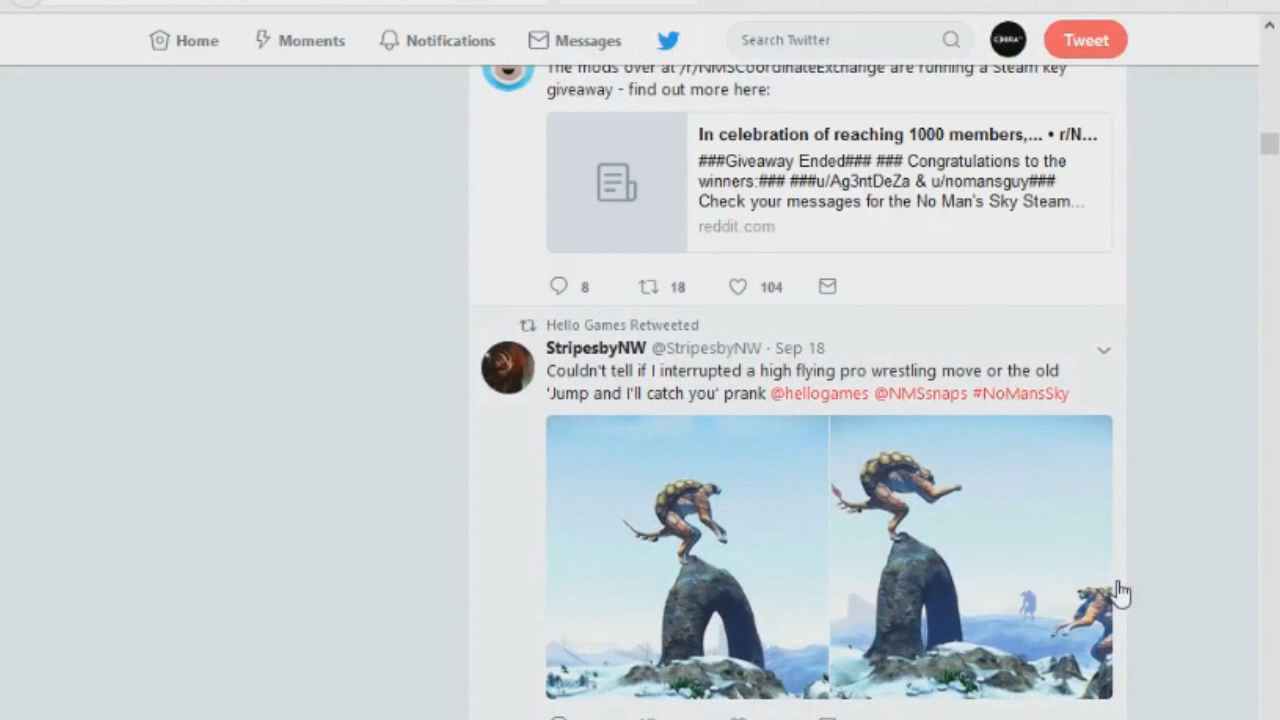 Home Moments Notifications Messages Search Twitter Tweet
The mods over at /r/NMSCoordinateExchange are running a Steam key
giveaway - find out more here:
In celebration of reaching 1000 members,... • r/N...
###Giveaway Ended### ### Congratulations to the
winners:### ###u/Ag3ntDeZa & u/nomansguy###
Check your messages for the No Man's Sky Steam...
reddit.com
8 18 104
Hello Games Retweeted
StripesbyNW @StripesbyNW · Sep 18
Couldn't tell if I interrupted a high flying pro wrestling move or the old
'Jump and I'll catch you' prank @hellogames @NMSsnaps #NoMansSky